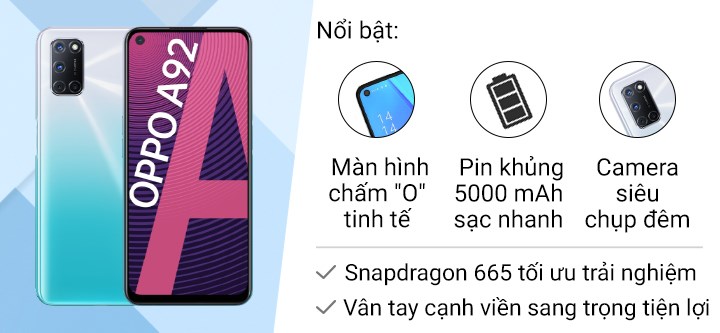 OPPO A92
Nổi bật:
14
14
Màn hình
chấm "O"
tinh tế
Pin khủng
5000 mAh
sạc nhanh
Camera
siêu
chụp đêm
Snapdragon 665 tối ưu trải nghiệm
Vân tay cạnh viền sang trọng tiện lợi